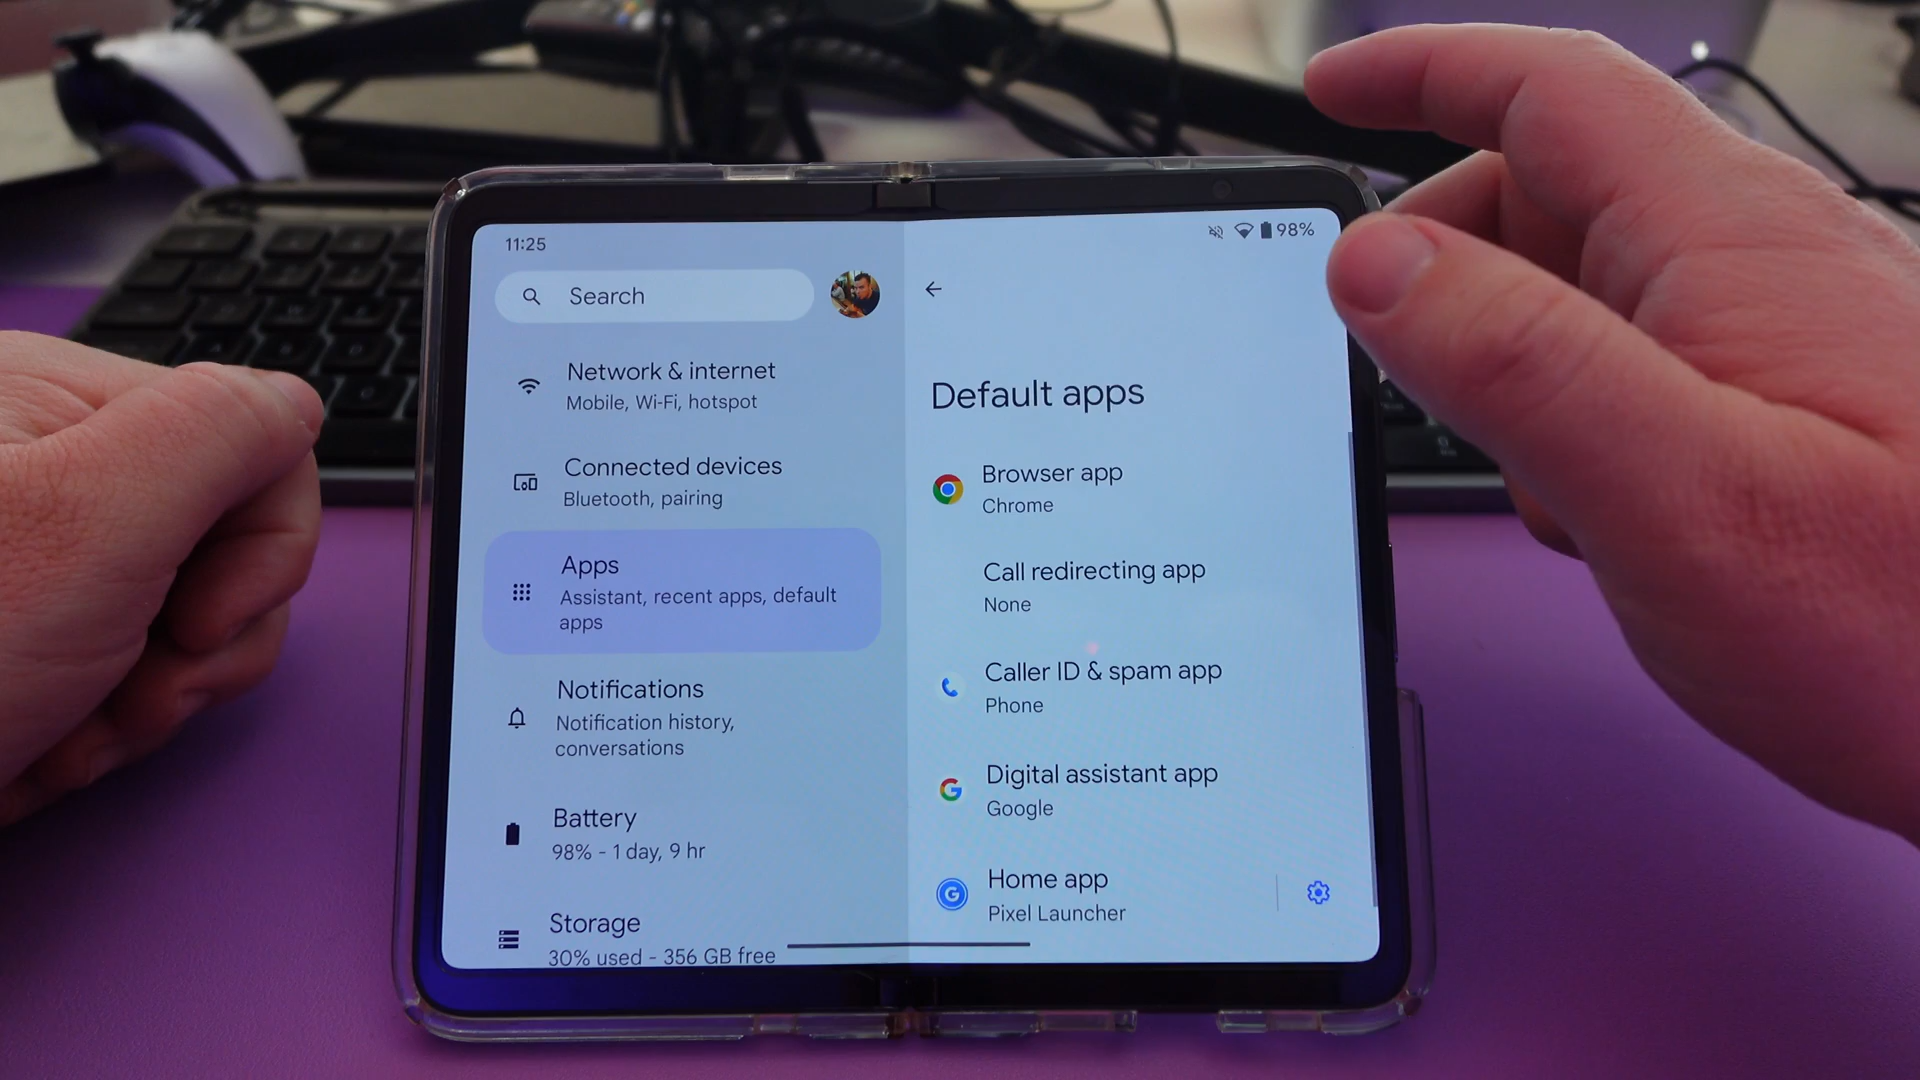 11:25
98%
Search
Network & internet
Mobile, Wi-Fi, hotspot
Connected devices
Bluetooth, pairing
Apps
Assistant, recent apps, default
apps
Notifications
Notification history,
conversations
Battery
98% - 1 day, 9 hr
Storage
30% used - 356 GB free
Default apps
Browser app
Chrome
Call redirecting app
None
Caller ID & spam app
Phone
Digital assistant app
Google
Home app
Pixel Launcher